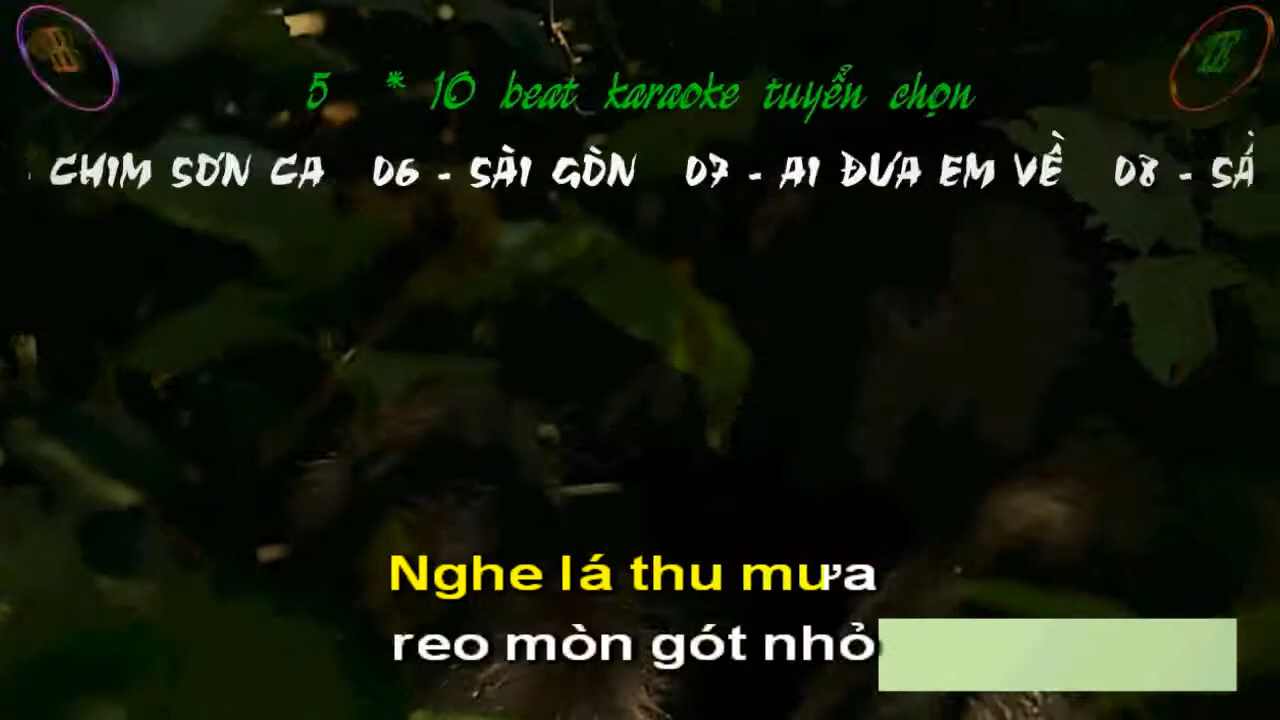 5 * 10 beat karaoke tuyển chọn
CHIM SƠN CA 06 - SÀI GÒN 07 - AI ĐƯA EM VỀ 08 - SẦ
Nghe lá thu mưa
reo mòn gót nhỏ